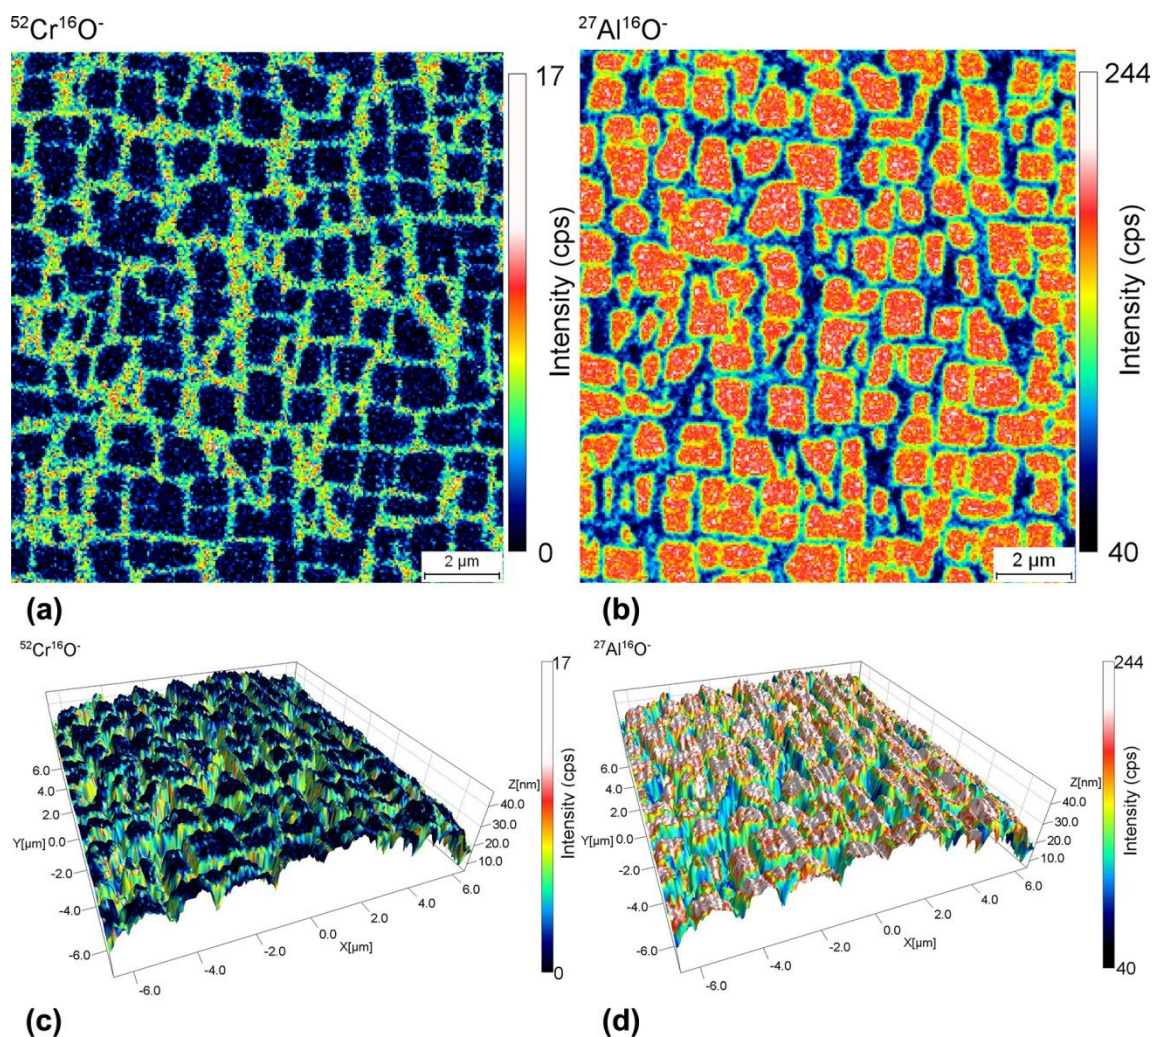 ⁵²Cr¹⁶O⁻
17
Intensity (cps)
0
2 µm
(a)
²⁷Al¹⁶O⁻
244
Intensity (cps)
40
2 µm
(b)
⁵²Cr¹⁶O⁻
17
Intensity (cps)
0
Z[nm]
40.0
30.0
20.0
10.0
6.0
4.0
2.0
Y[µm] 0.0
-2.0
-4.0
-6.0
-6.0
-4.0
-2.0
0.0
2.0
4.0
6.0
X[µm]
(c)
²⁷Al¹⁶O⁻
244
Intensity (cps)
40
Z[nm]
40.0
30.0
20.0
10.0
6.0
4.0
2.0
Y[µm] 0.0
-2.0
-4.0
-6.0
-6.0
-4.0
-2.0
0.0
2.0
4.0
6.0
X[µm]
(d)